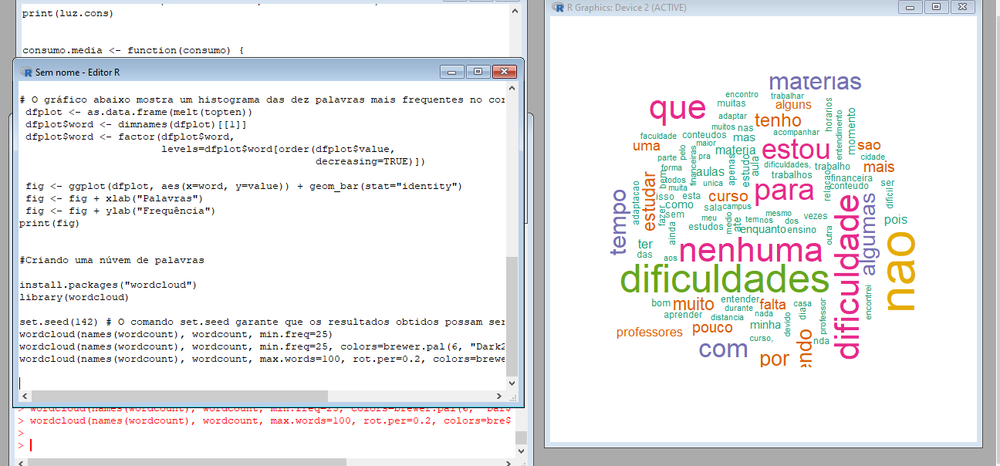 print(luz.cons)
consumo.media <- function(consumo) {
Sem nome - Editor R
# O gráfico abaixo mostra um histograma das dez palavras mais frequentes no cor
dfplot <- as.data.frame(melt(topten))
dfplot$word <- dimnames(dfplot)[[1]]
dfplot$word <- factor(dfplot$word,
levels=dfplot$word[order(dfplot$value,
decreasing=TRUE)])
fig <- ggplot(dfplot, aes(x=word, y=value)) + geom_bar(stat="identity")
fig <- fig + xlab("Palavras")
fig <- fig + ylab("Frequência")
print(fig)
#Criando uma núvem de palavras
install.packages("wordcloud")
library(wordcloud)
set.seed(142) # O comando set.seed garante que os resultados obtidos possam ser
wordcloud(names(wordcount), wordcount, min.freq=25)
wordcloud(names(wordcount), wordcount, min.freq=25, colors=brewer.pal(6, "Dark2
wordcloud(names(wordcount), wordcount, max.words=100, rot.per=0.2, colors=brewe
> wordcloud(names(wordcount), wordcount, min.freq=25, colors=brewer.pal(6, "Dar$
> wordcloud(names(wordcount), wordcount, max.words=100, rot.per=0.2, colors=bre$
>
>
R Graphics: Device 2 (ACTIVE)
materias
encontro
trabalhar
que
muitas
alguns
horarios
adaptar
tenho
entendimento
momento
muitos
nas
acompanhar
faculdade
conteudos
mas
uma
maior
materia
estou
sao
pelo
financeiras
pra
cidade
parte
apenas
estudo
aula
dificuldades,
trabalho
mais
forma
aulas
trabalhos
financeira
estudar
bem
todos
unica
para
relacao
conteudo
ser
muita
tempo
adaptacao
isso
esta
curso
dificil
como
sala
campus
dificuldade
algumas
fazer
sem
meu
medio
ate
temnos
mesmo
dos
vezes
pois
ainda
estudos
enquanto
ensino
outra
nao
ter
das
aos
nenhuma
dificuldades
bom
muito
entender
falta
casa
encontrei
durante
aprender
distancia
nada
devido
dia
professor
professores
pouco
minha
curso,
endo
nda
com
por